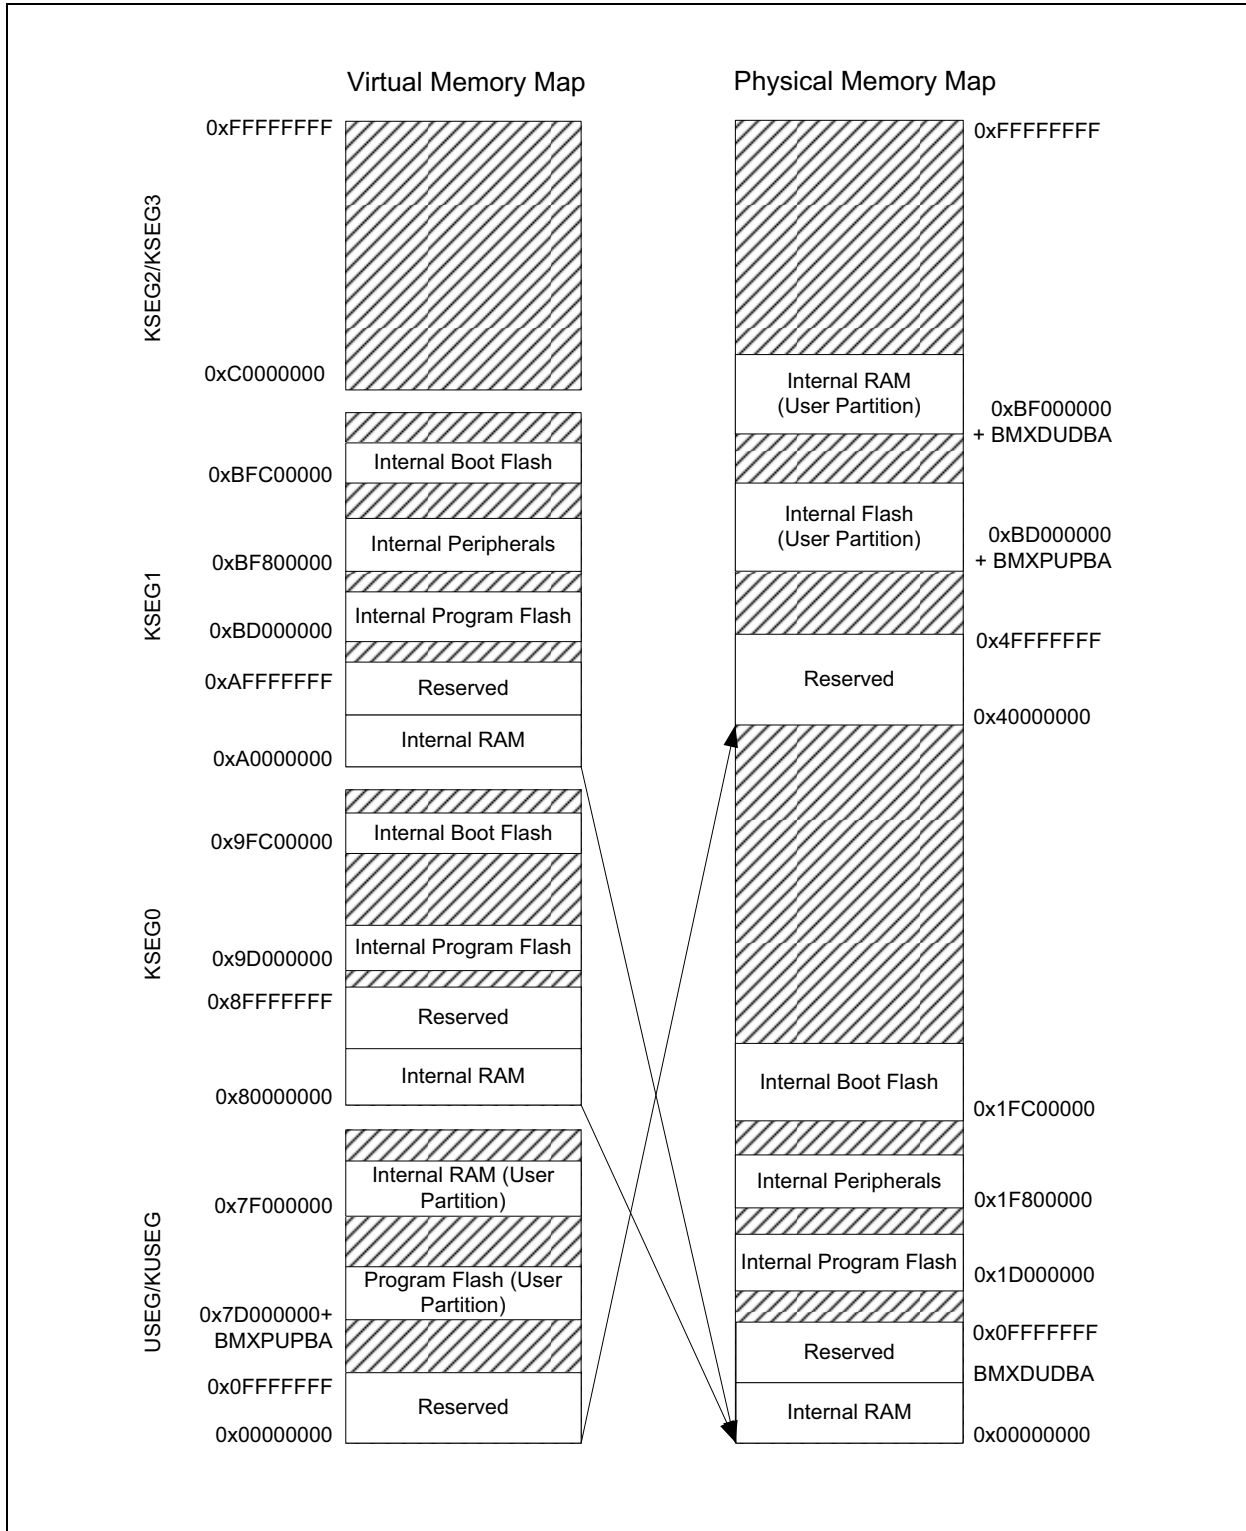 Virtual Memory Map
Physical Memory Map
KSEG2/KSEG3
0xFFFFFFFF
0xC0000000
KSEG1
Internal Boot Flash
0xBFC00000
Internal Peripherals
0xBF800000
Internal Program Flash
0xBD000000
0xAFFFFFFF
Reserved
Internal RAM
0xA0000000
KSEG0
Internal Boot Flash
0x9FC00000
Internal Program Flash
0x9D000000
0x8FFFFFFF
Reserved
Internal RAM
0x80000000
USEG/KUSEG
Internal RAM (User
Partition)
0x7F000000
Program Flash (User
Partition)
0x7D000000+
BMXPUPBA
0x0FFFFFFF
Reserved
0x00000000
0xFFFFFFFF
Internal RAM
(User Partition)
0xBF000000
+ BMXDUDBA
Internal Flash
(User Partition)
0xBD000000
+ BMXPUPBA
0x4FFFFFFF
Reserved
0x40000000
Internal Boot Flash
0x1FC00000
Internal Peripherals
0x1F800000
Internal Program Flash
0x1D000000
0x0FFFFFFF
Reserved
BMXDUDBA
Internal RAM
0x00000000